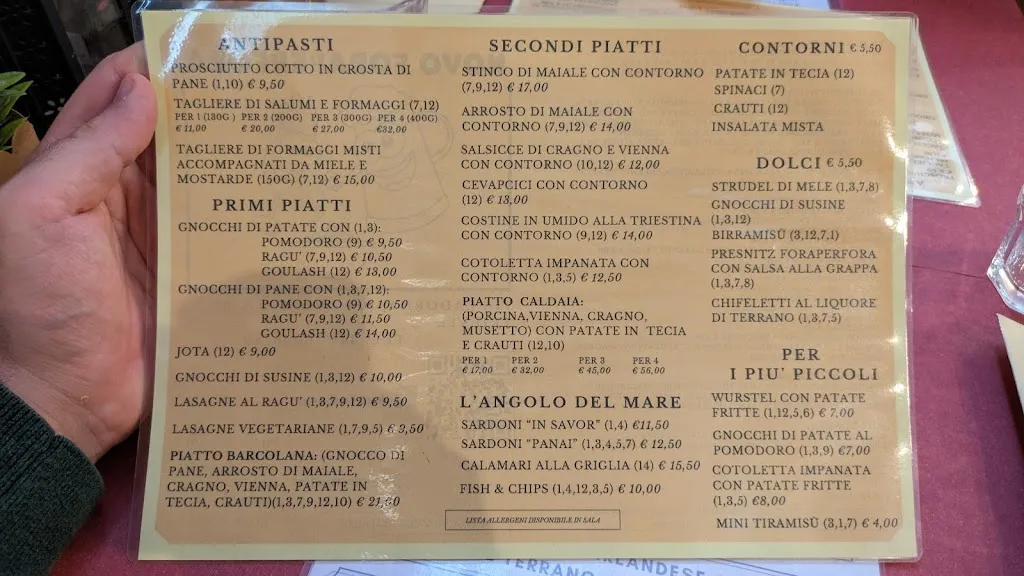 ANTIPASTI
PROSCIUTTO COTTO IN CROSTA DI
PANE (1,10) € 9,50
TAGLIERE DI SALUMI E FORMAGGI (7,12)
PER 1 (130G ) PER 2 (200G) PER 3 (300G) PER 4 (400G)
€ 11,00 € 20,00 € 27,00 €32,00
TAGLIERE DI FORMAGGI MISTI
ACCOMPAGNATI DA MIELE E
MOSTARDE (150G) (7,12) € 15,00
PRIMI PIATTI
GNOCCHI DI PATATE CON (1,3):
POMODORO (9) € 9,50
RAGU' (7,9,12) € 10,50
GOULASH (12) € 13,00
GNOCCHI DI PANE CON (1,3,7,12):
POMODORO (9) € 10,50
RAGU' (7,9,12) € 11,50
GOULASH (12) € 14,00
JOTA (12) € 9,00
GNOCCHI DI SUSINE (1,3,12) € 10,00
LASAGNE AL RAGU' (1,3,7,9,12) € 9,50
LASAGNE VEGETARIANE (1,7,9,5) € 9,50
PIATTO BARCOLANA: (GNOCCO DI
PANE, ARROSTO DI MAIALE,
CRAGNO, VIENNA, PATATE IN
TECIA, CRAUTI)(1,3,7,9,12,10) € 21,00
SECONDI PIATTI
STINCO DI MAIALE CON CONTORNO
(7,9,12) € 17,00
ARROSTO DI MAIALE CON
CONTORNO (7,9,12) € 14,00
SALSICCE DI CRAGNO E VIENNA
CON CONTORNO (10,12) € 12,00
CEVAPCICI CON CONTORNO
(12) € 13,00
COSTINE IN UMIDO ALLA TRIESTINA
CON CONTORNO (9,12) € 14,00
COTOLETTA IMPANATA CON
CONTORNO (1,3,5) € 12,50
PIATTO CALDAIA:
(PORCINA,VIENNA, CRAGNO,
MUSETTO) CON PATATE IN TECIA
E CRAUTI (12,10)
PER 1 PER 2 PER 3 PER 4
€ 17,00 € 32,00 € 45,00 € 56,00
L'ANGOLO DEL MARE
SARDONI "IN SAVOR" (1,4) €11,50
SARDONI "PANAI" (1,3,4,5,7) € 12,50
CALAMARI ALLA GRIGLIA (14) € 15,50
FISH & CHIPS (1,4,12,3,5) € 10,00
LISTA ALLERGENI DISPONIBILE IN SALA
CONTORNI € 5,50
PATATE IN TECIA (12)
SPINACI (7)
CRAUTI (12)
INSALATA MISTA
DOLCI € 5,50
STRUDEL DI MELE (1,3,7,8)
GNOCCHI DI SUSINE
(1,3,12)
BIRRAMISÙ (3,12,7,1)
PRESNITZ FORAPERFORA
CON SALSA ALLA GRAPPA
(1,3,7,8)
CHIFELETTI AL LIQUORE
DI TERRANO (1,3,7,5)
PER
I PIU' PICCOLI
WURSTEL CON PATATE
FRITTE (1,12,5,6) € 7,00
GNOCCHI DI PATATE AL
POMODORO (1,3,9) €7,00
COTOLETTA IMPANATA
CON PATATE FRITTE
(1,3,5) €8,00
MINI TIRAMISÙ (3,1,7) € 4,00
TERRANO